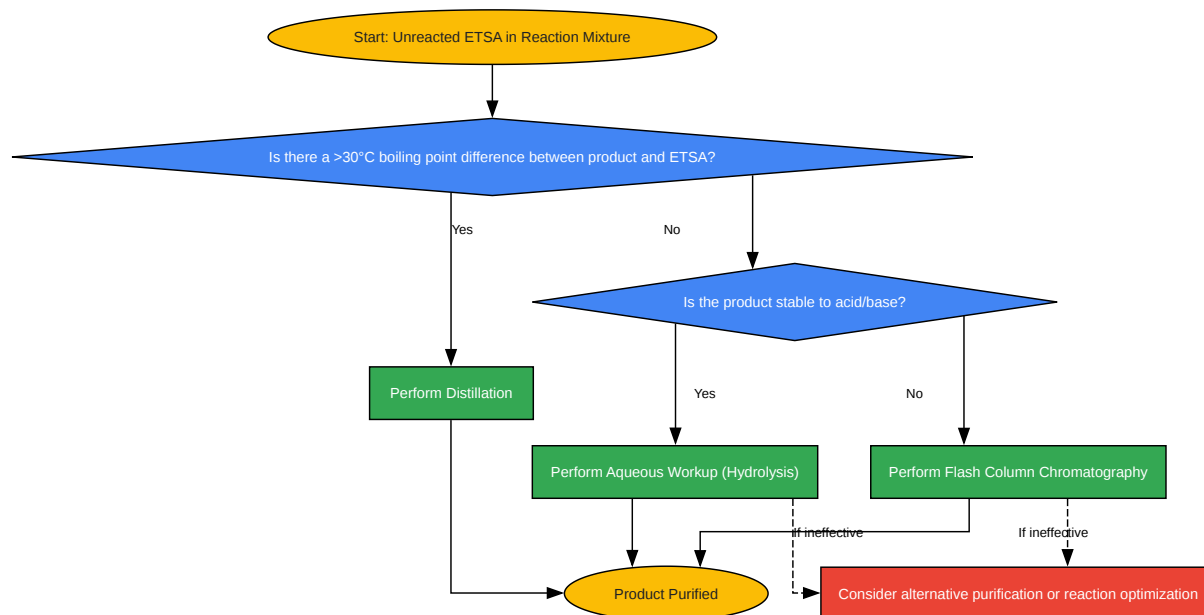 Start: Unreacted ETSA in Reaction Mixture
Is there a >30°C boiling point difference between product and ETSA?
Yes
No
Is the product stable to acid/base?
Perform Distillation
Yes
No
Perform Aqueous Workup (Hydrolysis)
Perform Flash Column Chromatography
If ineffective
If ineffective
Product Purified
Consider alternative purification or reaction optimization